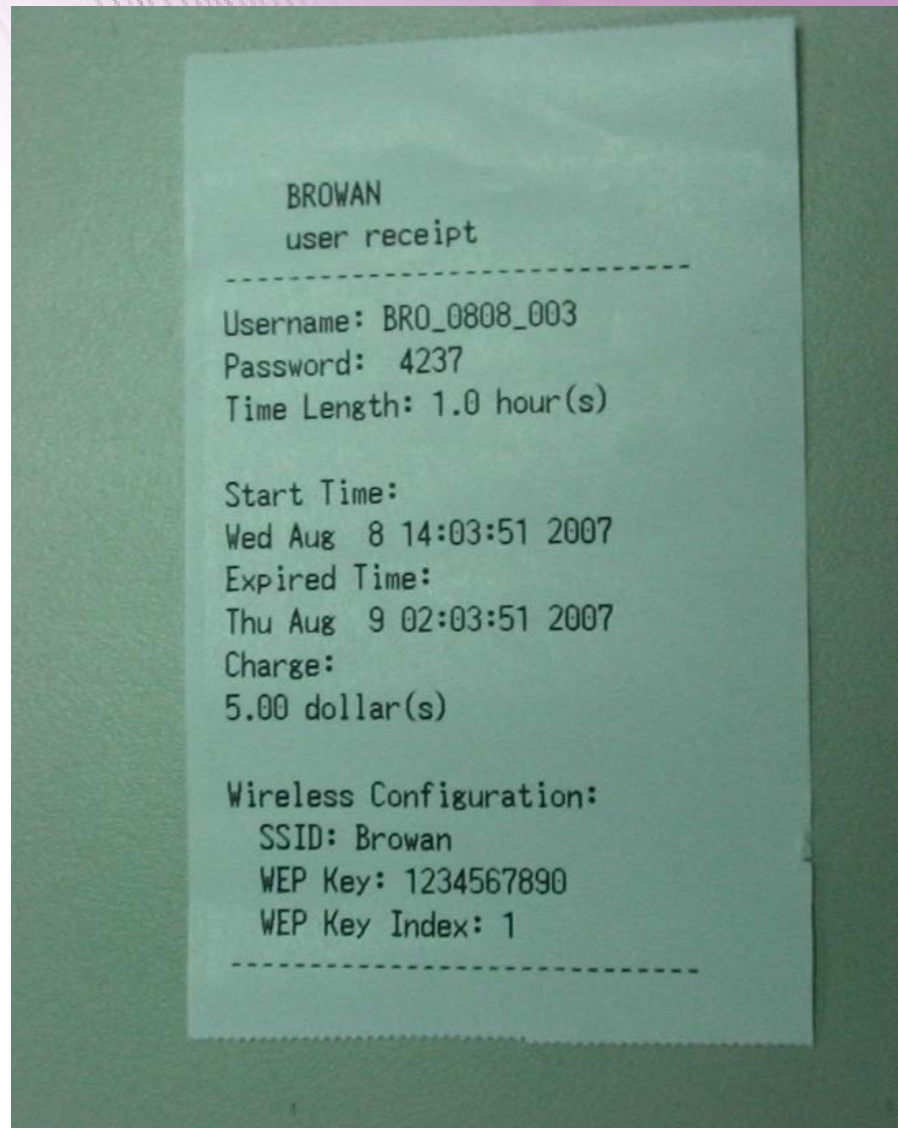 BROWAN
user receipt
------------------------------
Username: BRO_0808_003
Password:  4237
Time Length: 1.0 hour(s)
Start Time:
Wed Aug  8 14:03:51 2007
Expired Time:
Thu Aug  9 02:03:51 2007
Charge:
5.00 dollar(s)
Wireless Configuration:
SSID: Browan
WEP Key: 1234567890
WEP Key Index: 1
------------------------------